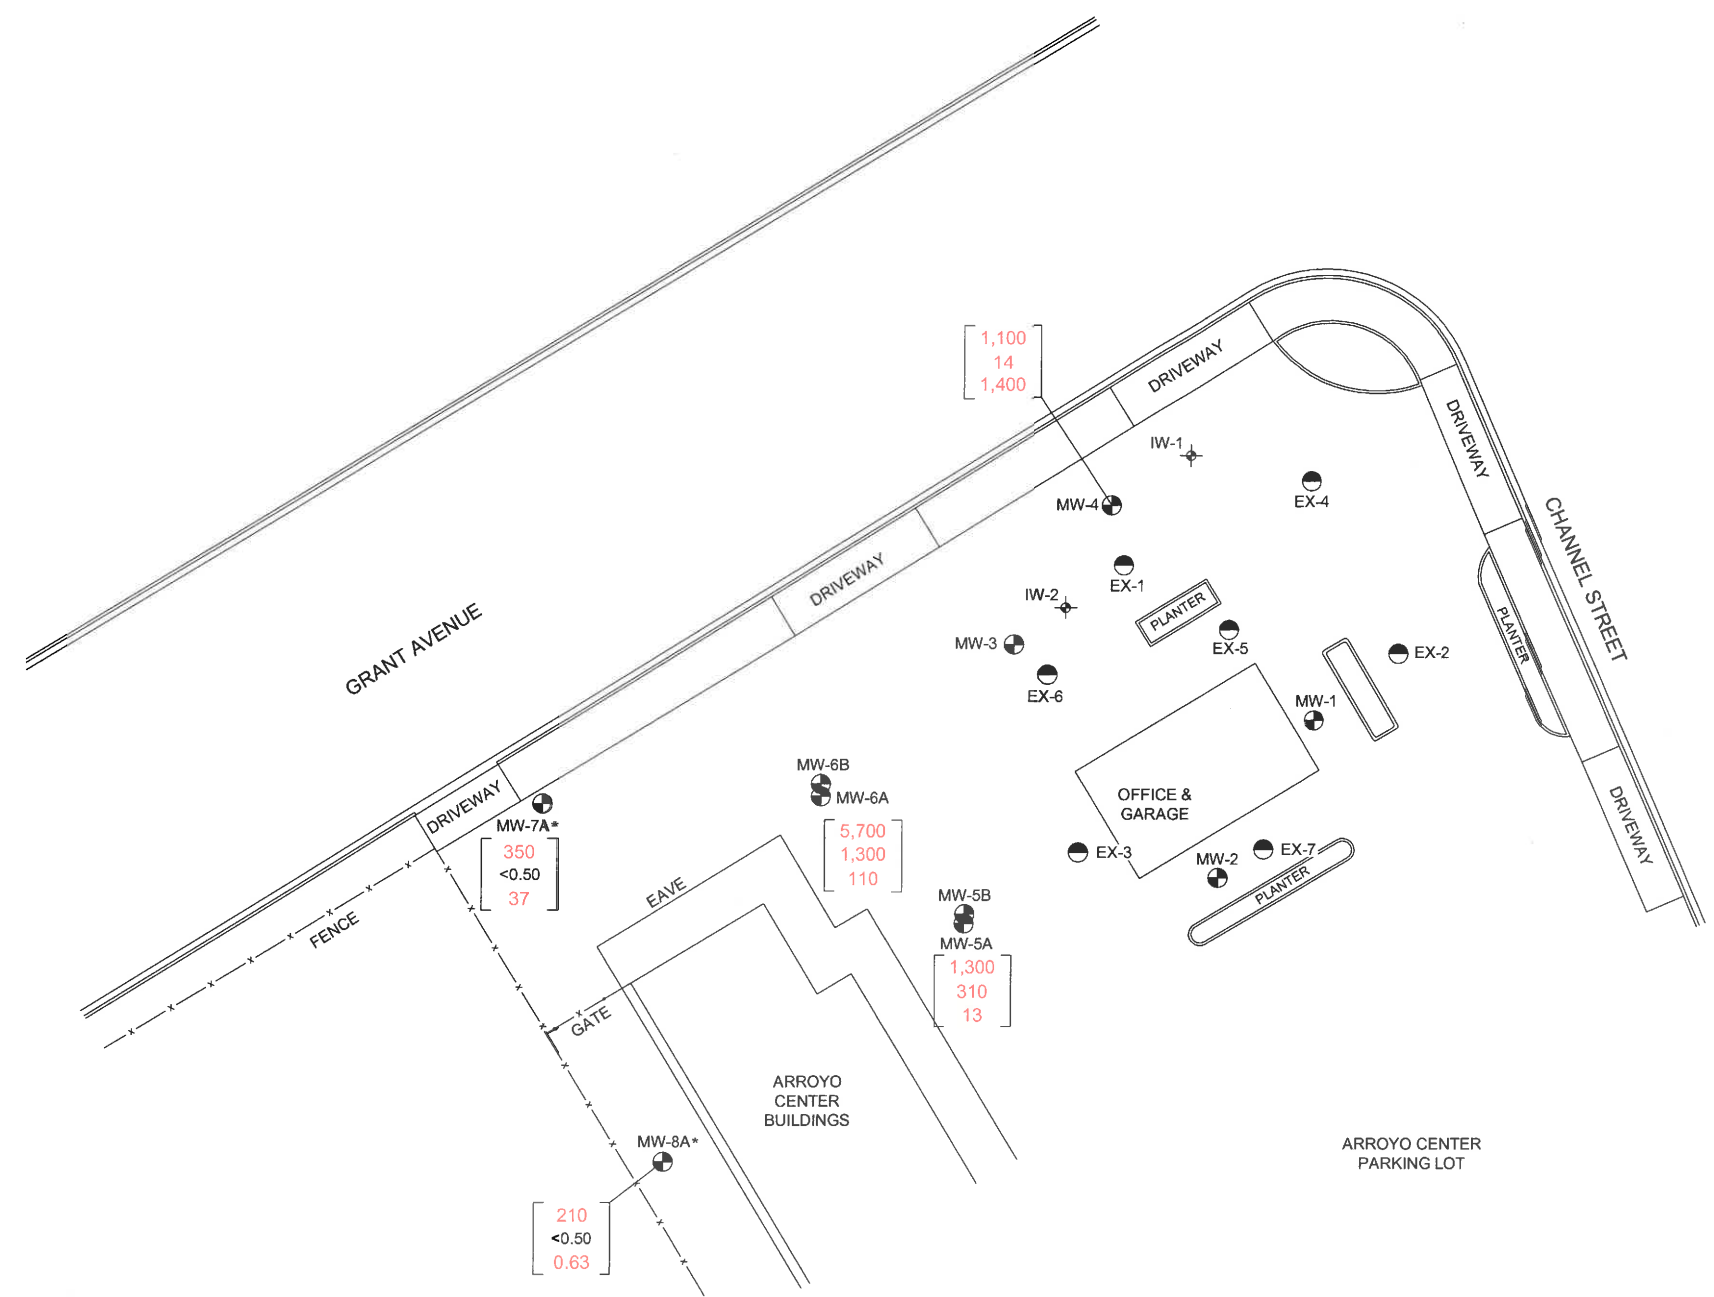 1,100
14
1,400
DRIVEWAY
IW-1
DRIVEWAY
EX-4
MW-4
CHANNEL STREET
DRIVEWAY
EX-1
IW-2
PLANTER
GRANT AVENUE
MW-3
EX-5
EX-2
PLANTER
EX-6
MW-1
MW-6B
MW-6A
OFFICE &
GARAGE
DRIVEWAY
DRIVEWAY
MW-7A*
350
<0.50
37
5,700
1,300
110
EX-3
EX-7
MW-2
PLANTER
EAVE
MW-5B
MW-5A
1,300
310
13
FENCE
GATE
ARROYO
CENTER
BUILDINGS
MW-8A*
210
<0.50
0.63
ARROYO CENTER
PARKING LOT